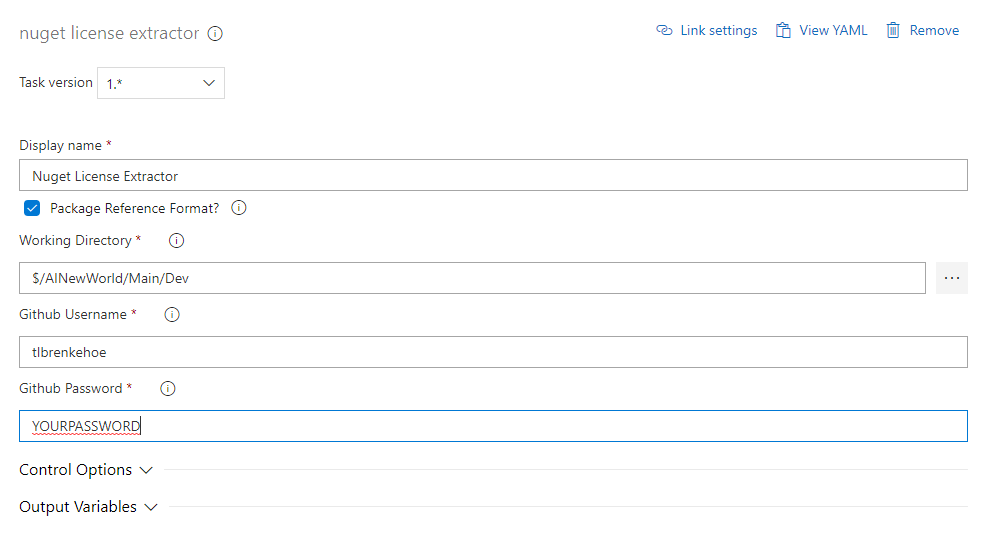 nuget license extractor
Link settings
View YAML
Remove
Task version
1.*
Display name *
Nuget License Extractor
Package Reference Format?
Working Directory *
$/AINewWorld/Main/Dev
...
Github Username *
tlbrenkehoe
Github Password *
YOURPASSWORD
Control Options
Output Variables